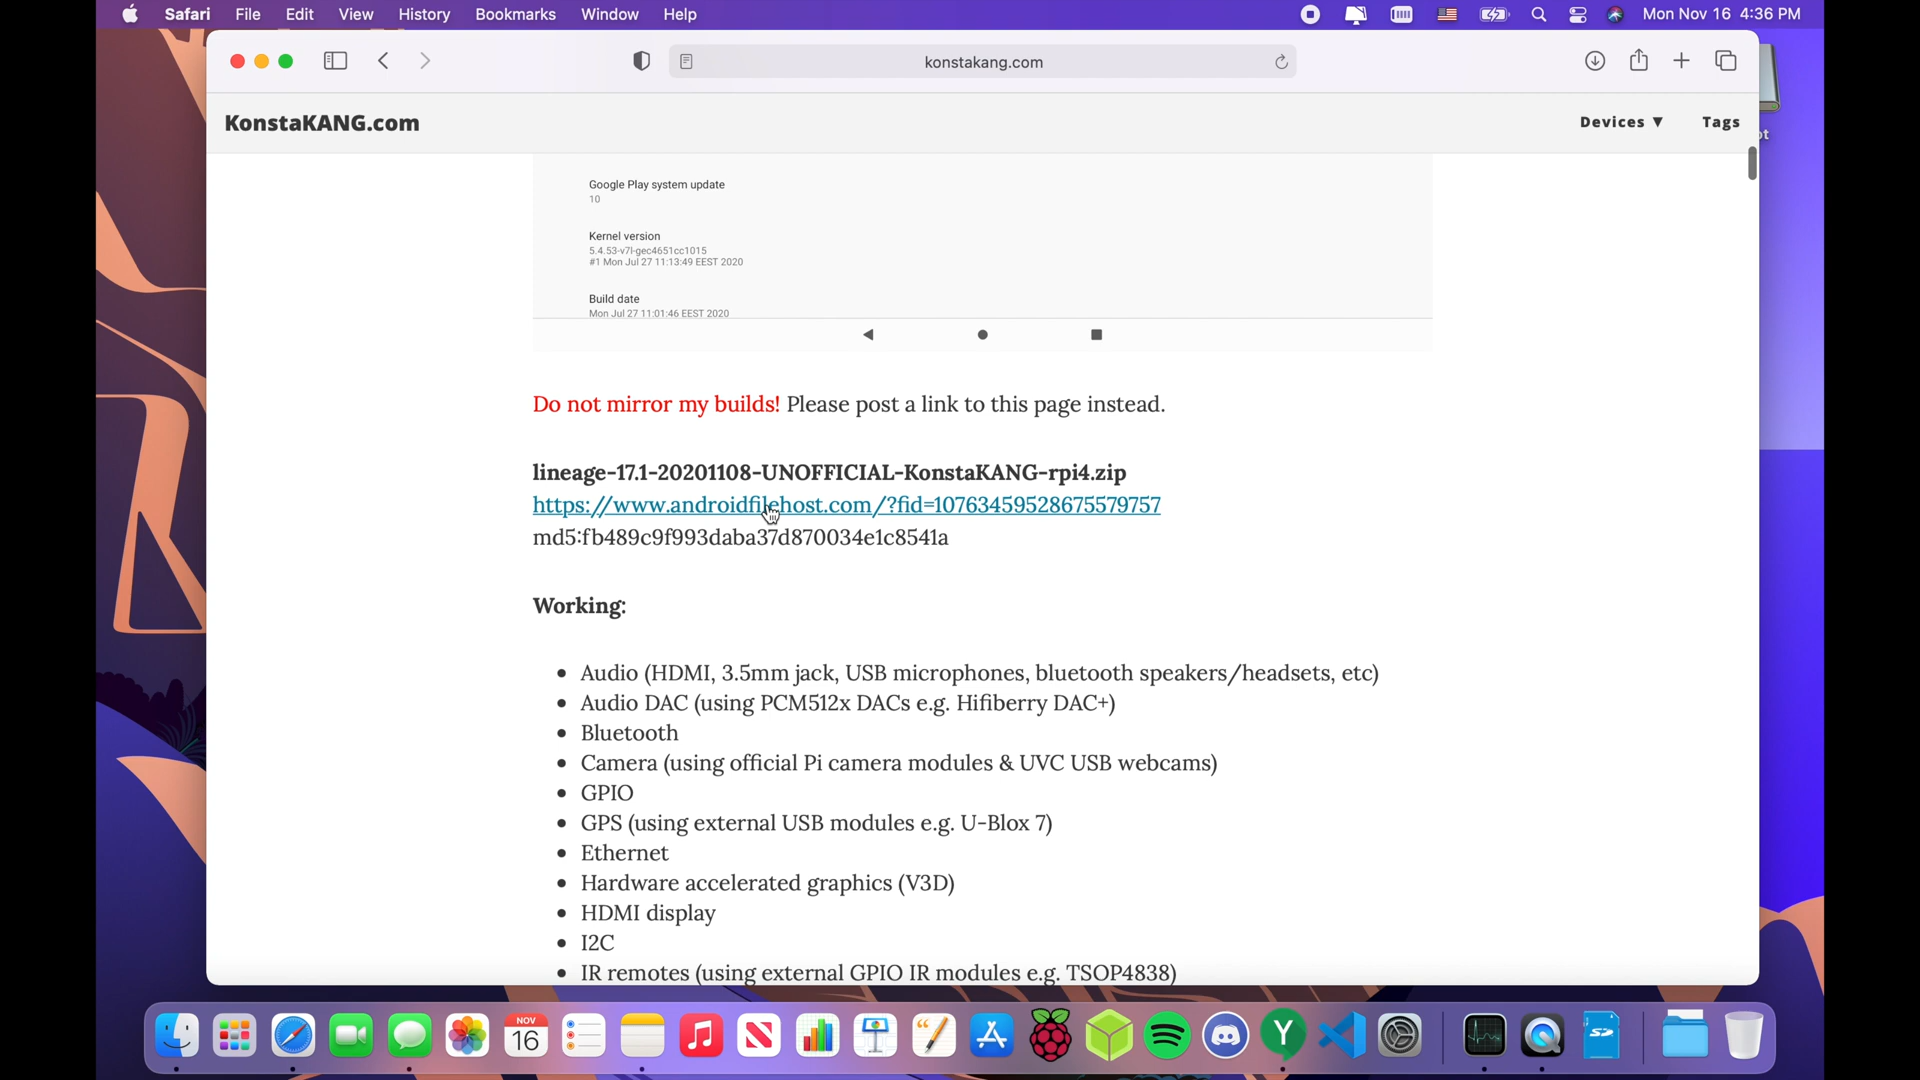 Safari File Edit View History Bookmarks Window Help Mon Nov 16 4:36 PM
konstakang.com
KonstaKANG.com Devices ▼ Tags
Google Play system update
10
Kernel version
5.4.53-v7l-gec4651cc1015
#1 Mon Jul 27 11:13:49 EEST 2020
Build date
Mon Jul 27 11:01:46 EEST 2020
Do not mirror my builds! Please post a link to this page instead.
lineage-17.1-20201108-UNOFFICIAL-KonstaKANG-rpi4.zip
https://www.androidfilehost.com/?fid=10763459528675579757
md5:fb489c9f993daba37d870034e1c8541a
Working:
• Audio (HDMI, 3.5mm jack, USB microphones, bluetooth speakers/headsets, etc)
• Audio DAC (using PCM512x DACs e.g. Hifiberry DAC+)
• Bluetooth
• Camera (using official Pi camera modules & UVC USB webcams)
• GPIO
• GPS (using external USB modules e.g. U-Blox 7)
• Ethernet
• Hardware accelerated graphics (V3D)
• HDMI display
• I2C
• IR remotes (using external GPIO IR modules e.g. TSOP4838)
NOV
16
Y
SD